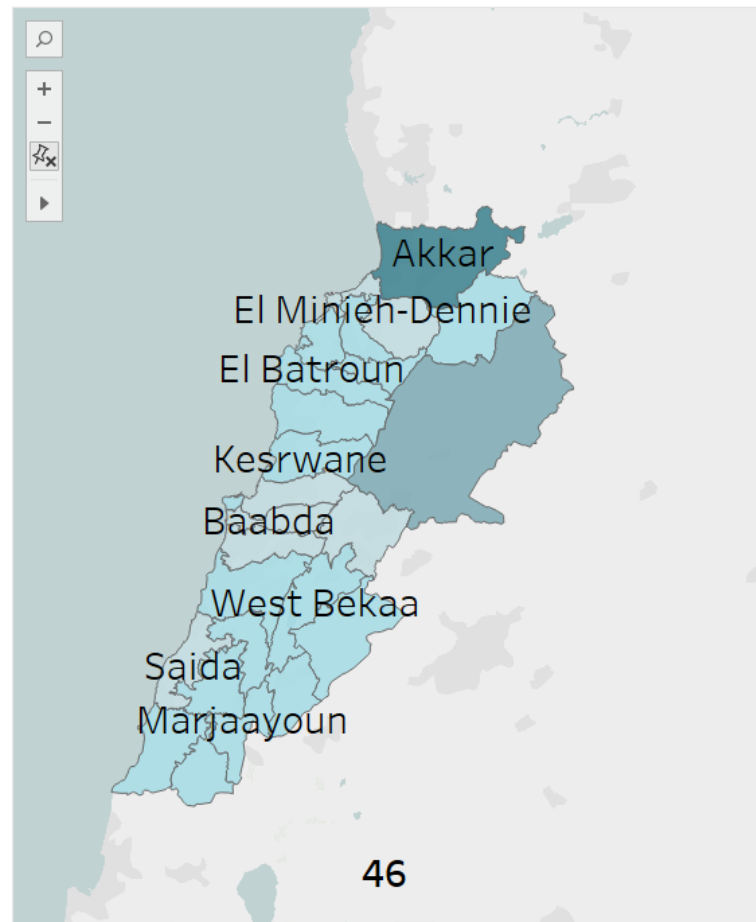 Akkar
El Minieh-Dennie
El Batroun
Kesrwane
Baabda
West Bekaa
Saida
Marjaayoun
46